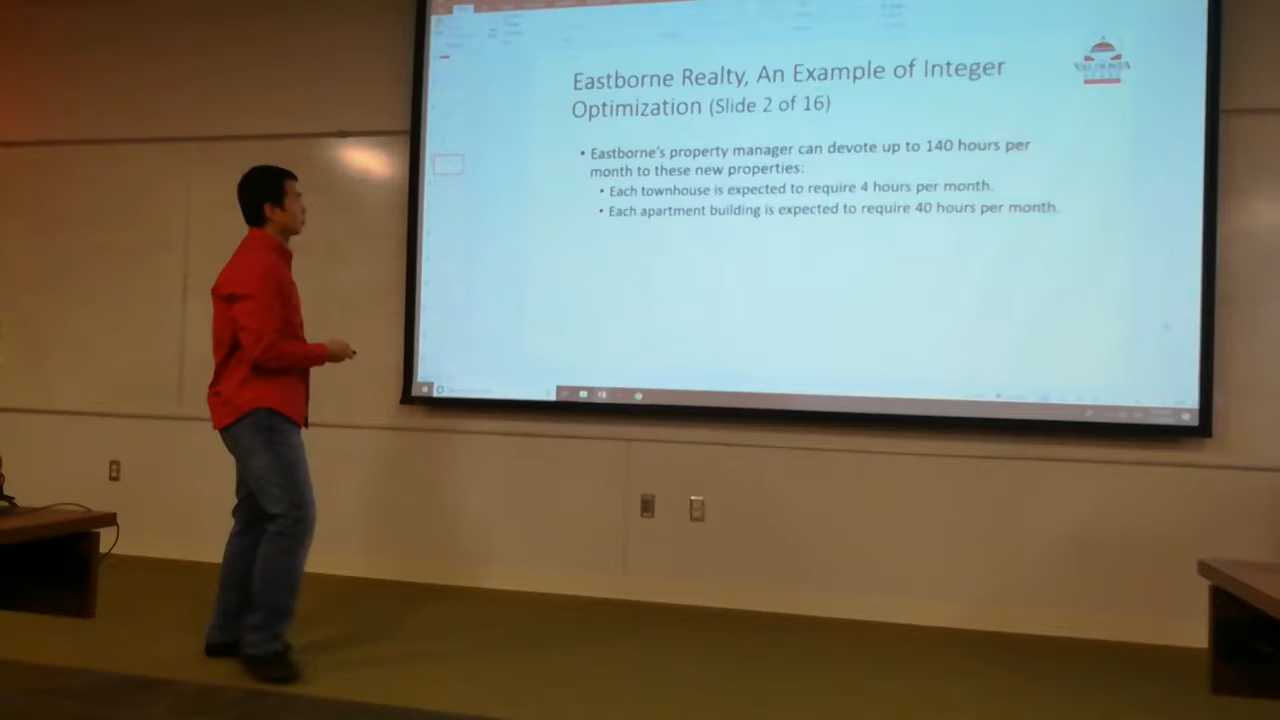 Eastborne Realty, An Example of Integer
Optimization (Slide 2 of 16)
• Eastborne's property manager can devote up to 140 hours per
month to these new properties:
• Each townhouse is expected to require 4 hours per month.
• Each apartment building is expected to require 40 hours per month.
VALDOSTA
STATE